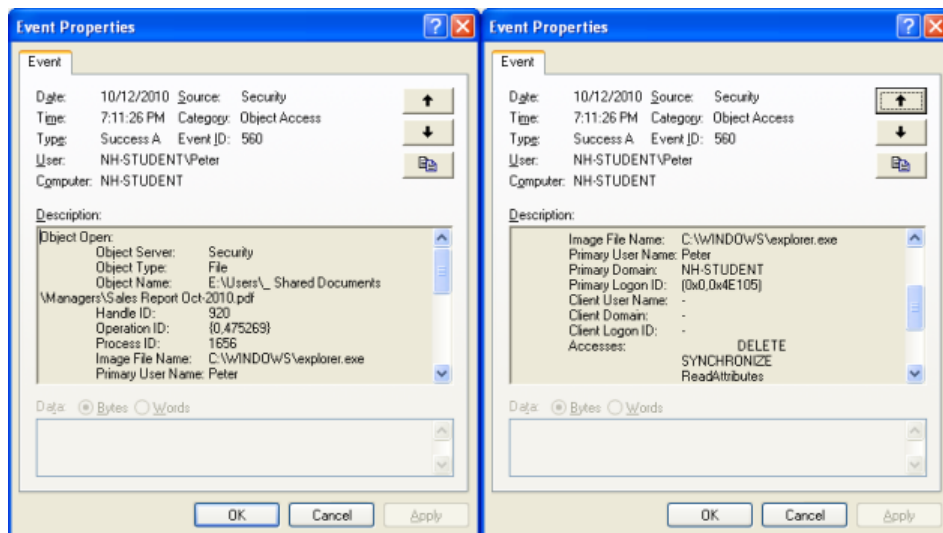 Event Properties
Event
Date: 10/12/2010 Source: Security
Time: 7:11:26 PM Category: Object Access
Type: Success A Event ID: 560
User: NH-STUDENT\Peter
Computer: NH-STUDENT
Description:
Object Open:
Object Server: Security
Object Type: File
Object Name: E:\Users\_ Shared Documents
\Managers\Sales Report Oct-2010.pdf
Handle ID: 920
Operation ID: {0,475269}
Process ID: 1656
Image File Name: C:\WINDOWS\explorer.exe
Primary User Name: Peter
Data: Bytes Words
OK Cancel Apply
Event Properties
Event
Date: 10/12/2010 Source: Security
Time: 7:11:26 PM Category: Object Access
Type: Success A Event ID: 560
User: NH-STUDENT\Peter
Computer: NH-STUDENT
Description:
Image File Name: C:\WINDOWS\explorer.exe
Primary User Name: Peter
Primary Domain: NH-STUDENT
Primary Logon ID: (0x0,0x4E105)
Client User Name: -
Client Domain: -
Client Logon ID: -
Accesses: DELETE
SYNCHRONIZE
ReadAttributes
Data: Bytes Words
OK Cancel Apply